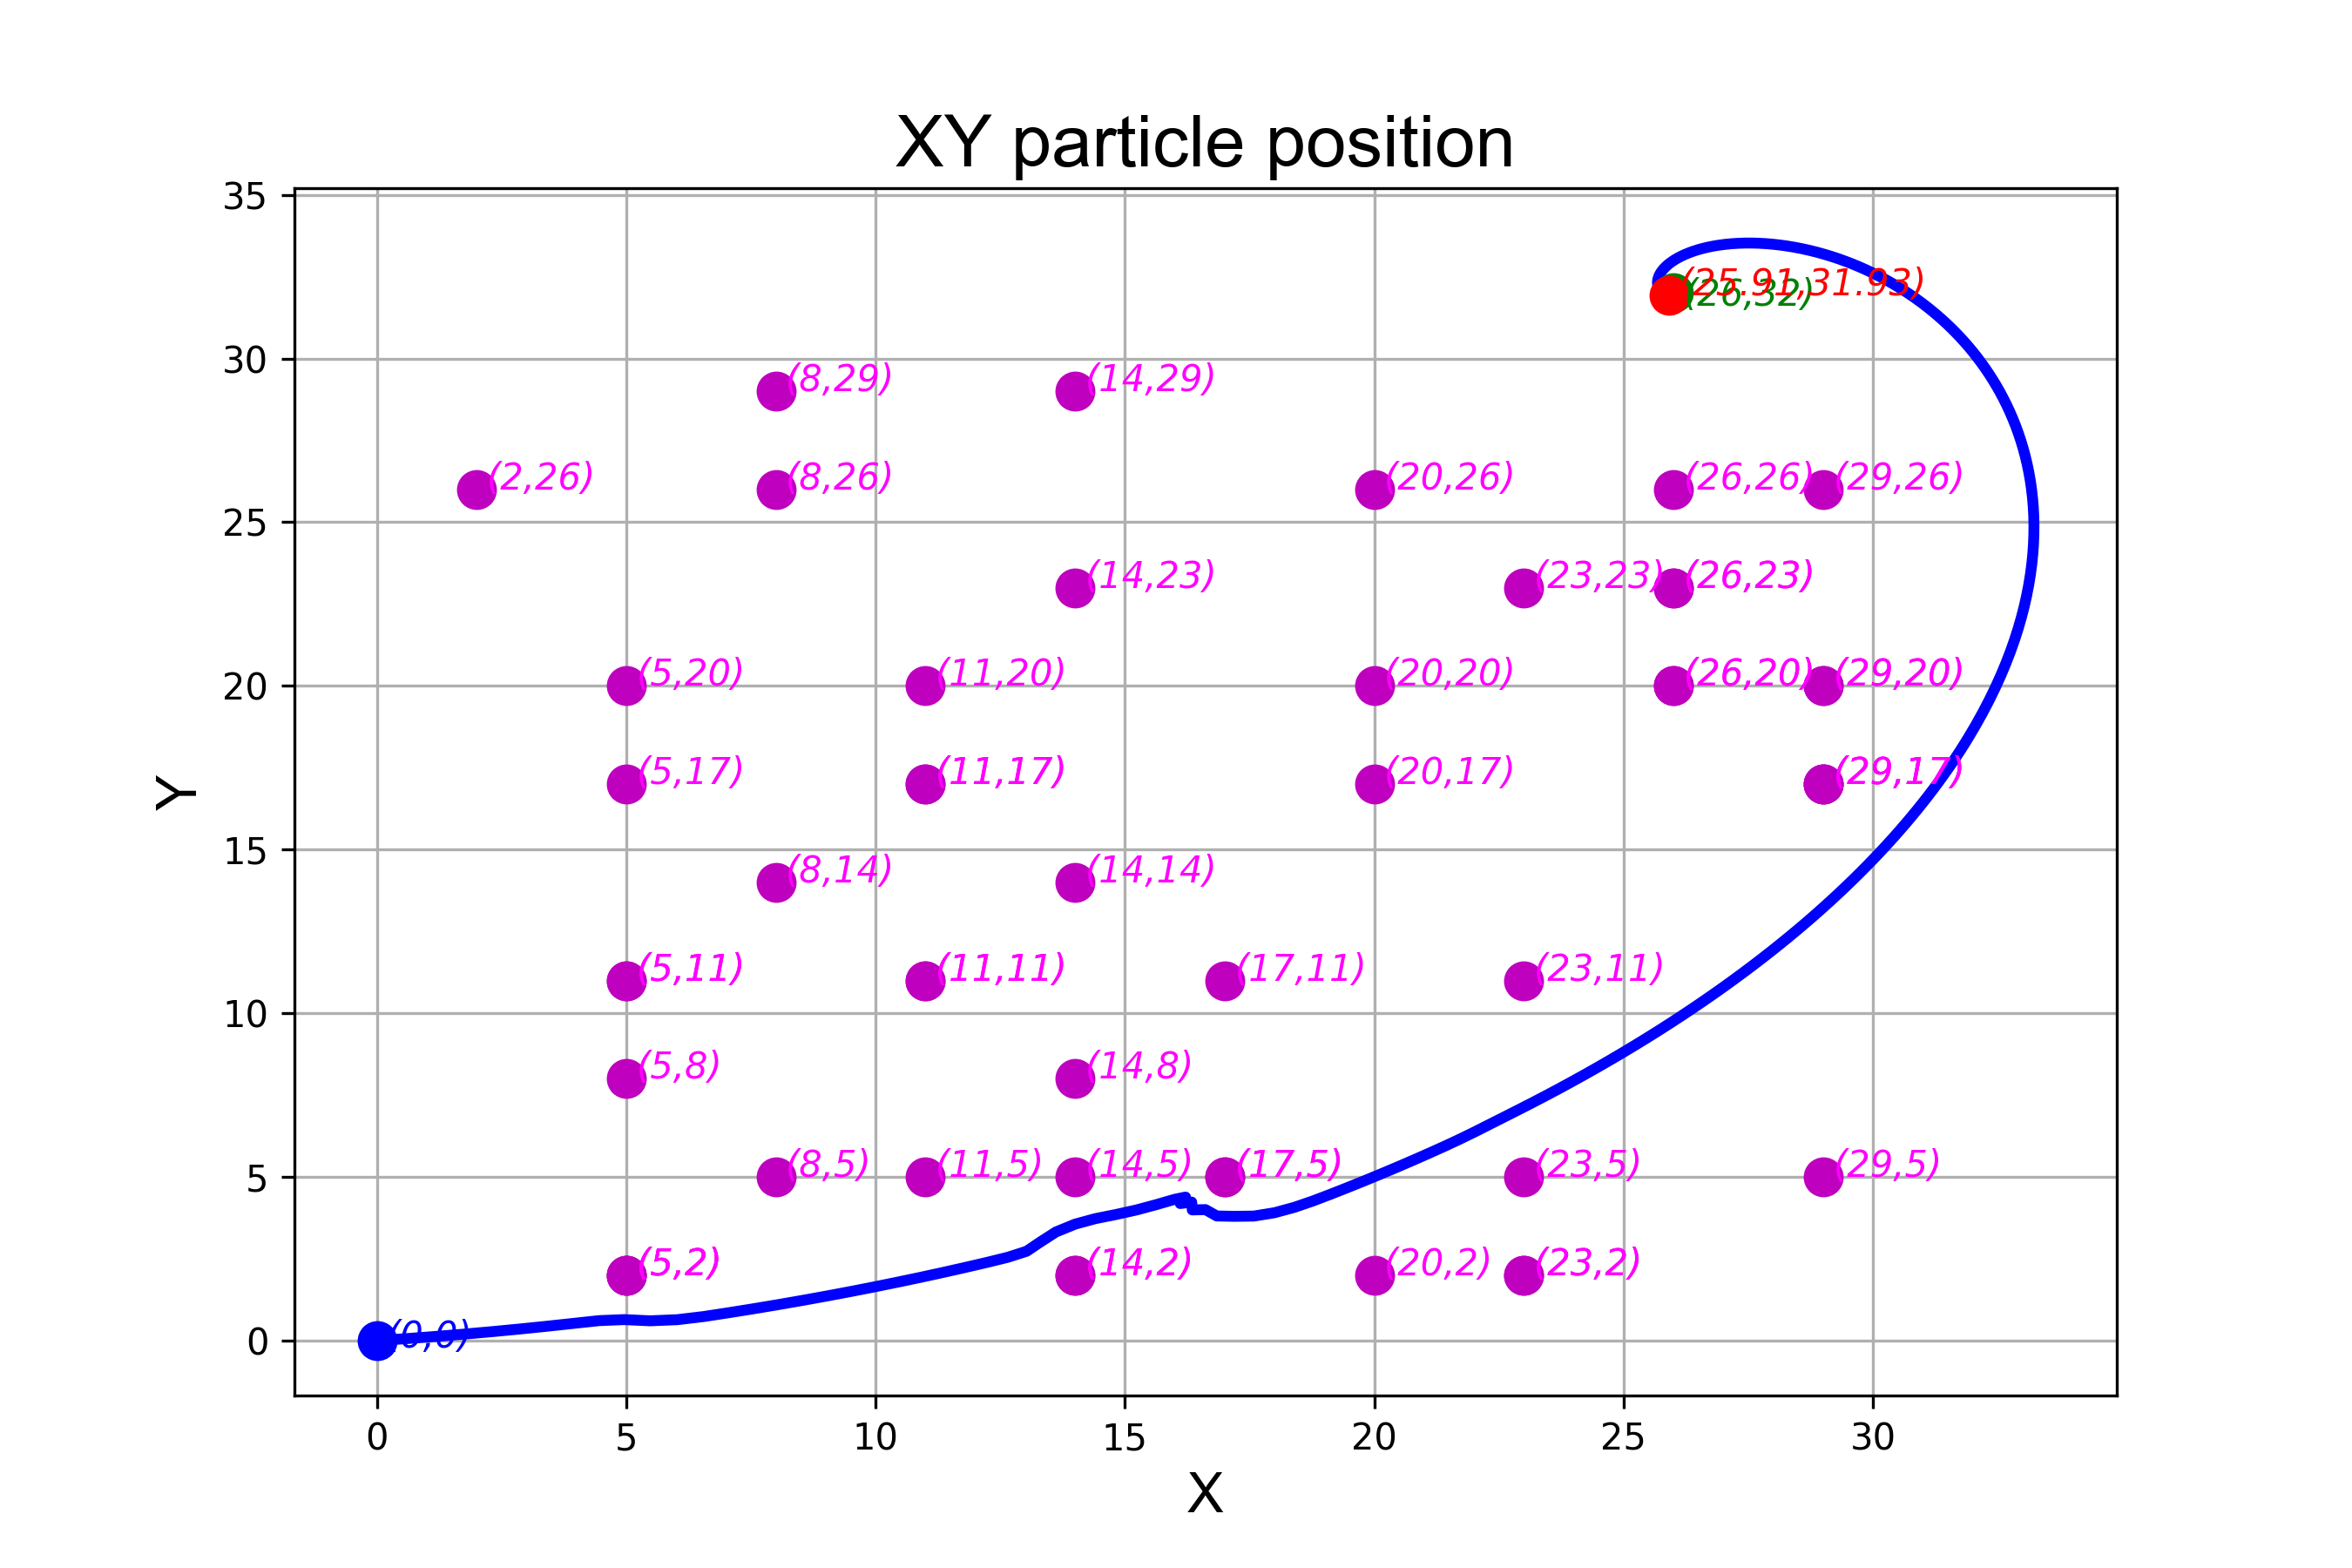 XY particle position
35
(25.91,31.93)
(26,32)
30
(8,29) (14,29)
(2,26) (8,26) (20,26) (26,26) (29,26)
25
(14,23) (23,23) (26,23)
20
(5,20) (11,20) (20,20) (26,20) (29,20)
(5,17) (11,17) (20,17) (29,17)
Y
15
(8,14) (14,14)
(5,11) (11,11) (17,11) (23,11)
10
(5,8) (14,8)
5
(8,5) (11,5) (14,5) (17,5) (23,5) (29,5)
(5,2) (14,2) (20,2) (23,2)
0
(0,0)
0 5 10 15 20 25 30
X